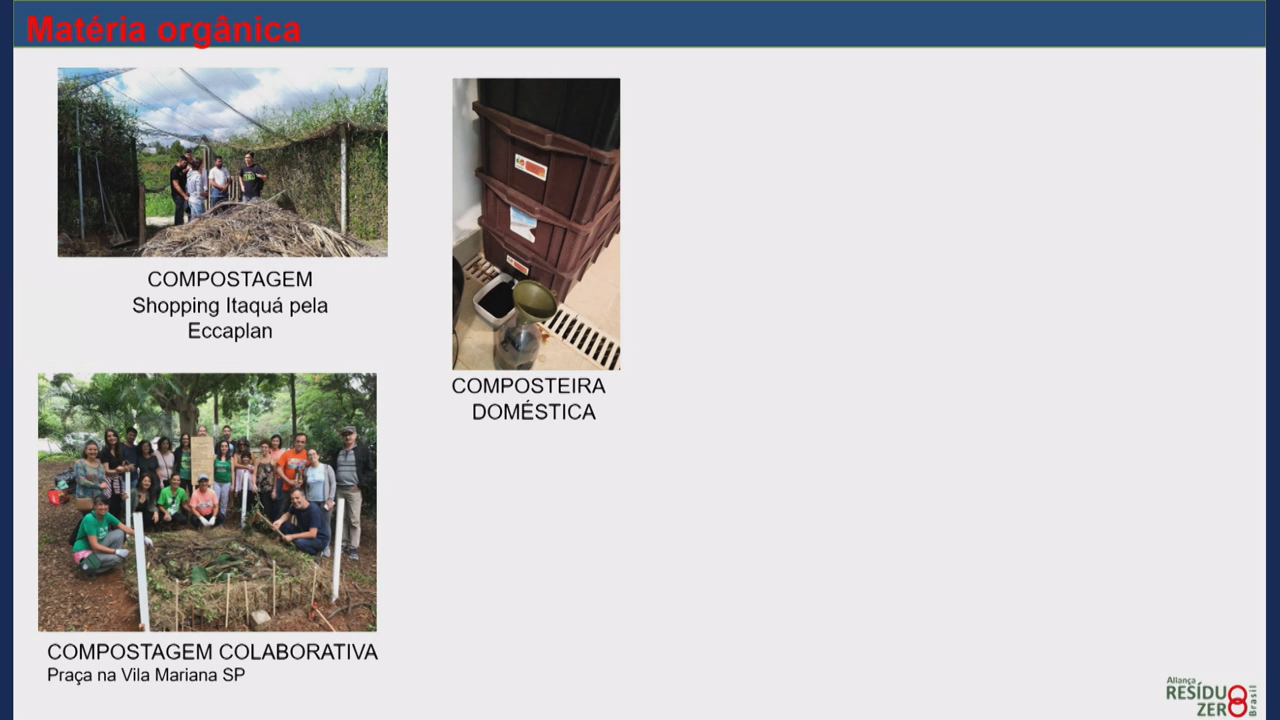 Matéria orgânica
COMPOSTAGEM
Shopping Itaquá pela
Eccaplan
COMPOSTEIRA
DOMÉSTICA
COMPOSTAGEM COLABORATIVA
Praça na Vila Mariana SP
Aliança
RESÍDUO
ZERO
Brasil